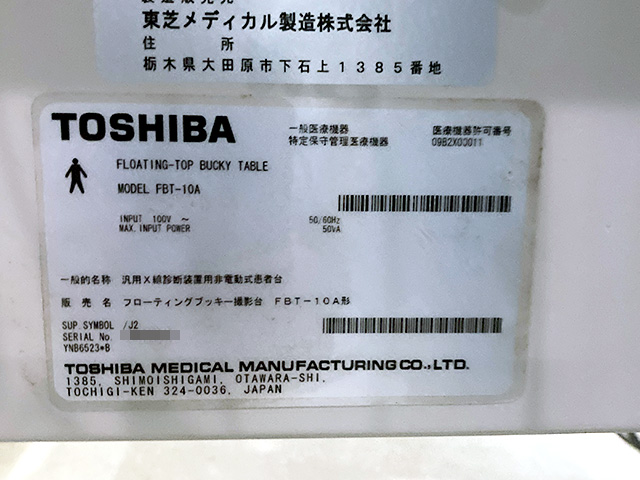 東芝メディカル製造株式会社
住　所
栃木県大田原市下石上1385番地
TOSHIBA
一般医療機器
特定保守管理医療機器
医療機器許可番号
09B2X00011
FLOATING-TOP BUCKY TABLE
MODEL FBT-10A
INPUT 100V ～ 50/60Hz
MAX. INPUT POWER 50VA
一般的名称 汎用X線診断装置用非電動式患者台
販売名 フローティングブッキー撮影台 FBT-10A形
SUP. SYMBOL /J2
SERIAL No.
YNB6523*B
TOSHIBA MEDICAL MANUFACTURING CO.,LTD.
1385, SHIMOISHIGAMI, OTAWARA-SHI,
TOCHIGI-KEN 324-0036, JAPAN